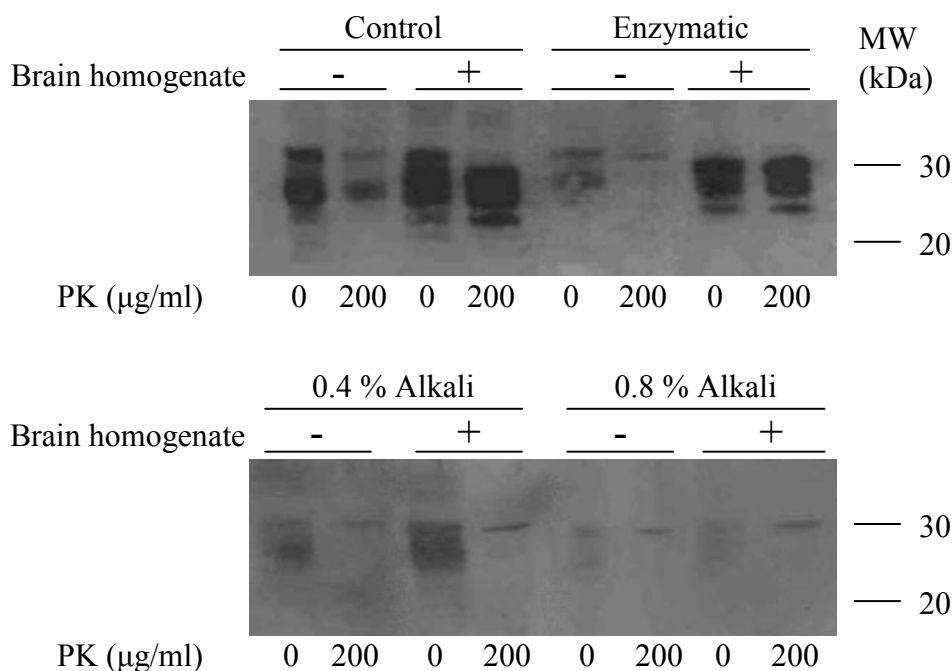 Control Enzymatic MW
Brain homogenate - + - + (kDa)
30
20
PK (μg/ml) 0 200 0 200 0 200 0 200
0.4 % Alkali 0.8 % Alkali
Brain homogenate - + - +
30
20
PK (μg/ml) 0 200 0 200 0 200 0 200